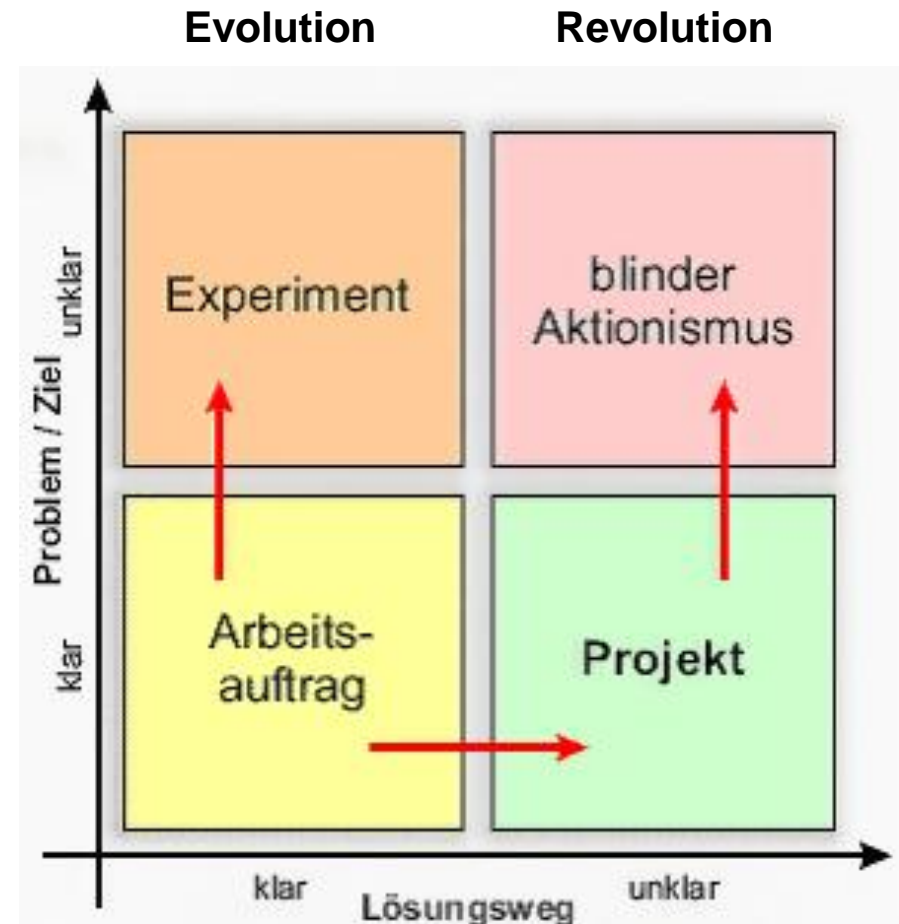 Evolution
Revolution
Problem / Ziel
unklar
klar
Experiment
blinder
Aktionismus
Arbeits-
auftrag
Projekt
klar
unklar
Lösungsweg